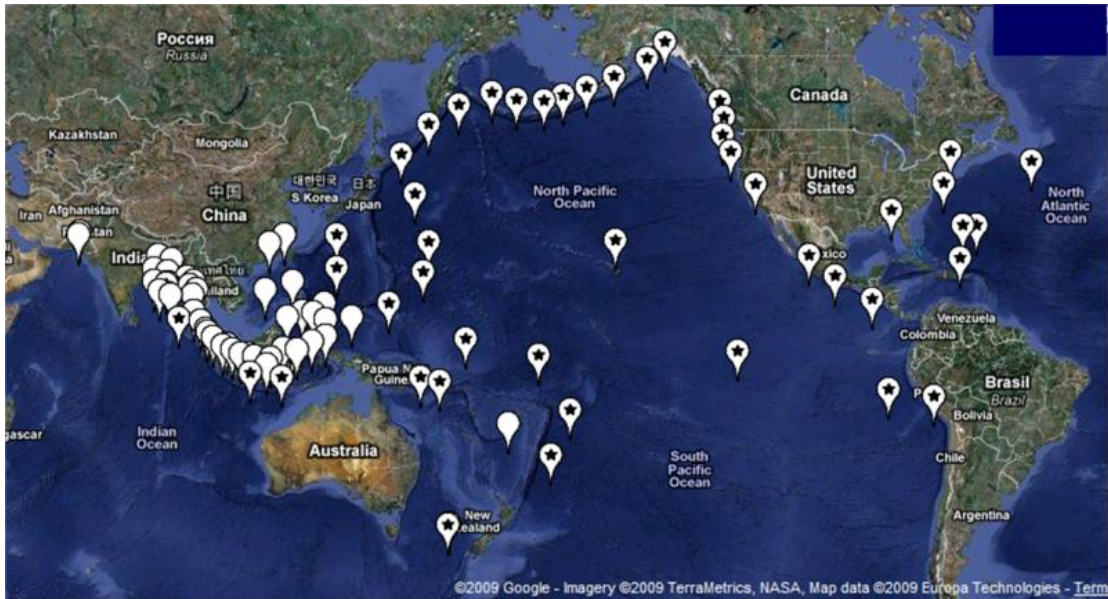 Россия
Russia
Canada
Kazakhstan
Mongolia
대한민국
日本
S Korea
Japan
North Pacific
Ocean
United
States
North
Atlantic
Ocean
中国
China
Iran
Afghanistan
India
Venezuela
Colombia
Papua N
Guine
Brasil
Brazil
Bolivia
Indian
Ocean
Australia
South
Pacific
Ocean
Chile
New
Zealand
Argentina
©2009 Google - Imagery ©2009 TerraMetrics, NASA, Map data ©2009 Europa Technologies - Term